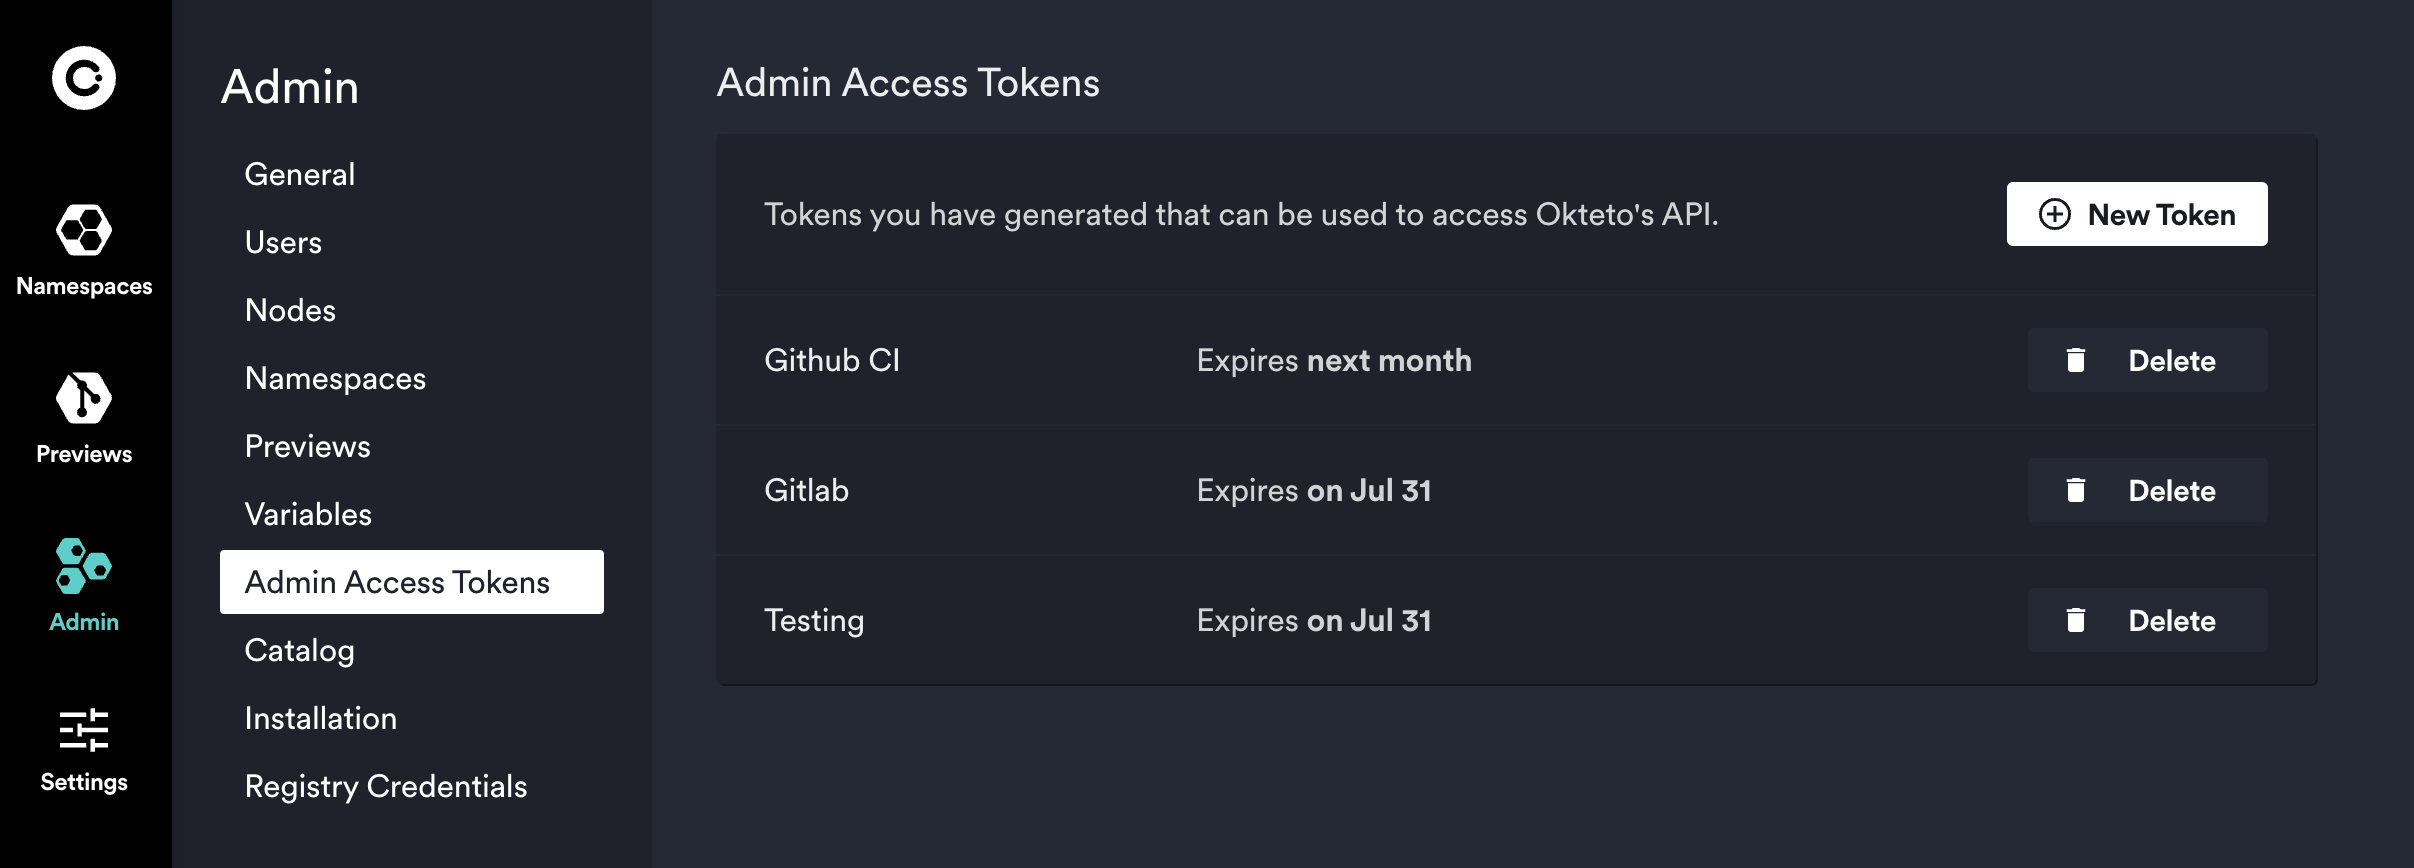 Namespaces
Previews
Admin
Settings
Admin
General
Users
Nodes
Namespaces
Previews
Variables
Admin Access Tokens
Catalog
Installation
Registry Credentials
Admin Access Tokens
Tokens you have generated that can be used to access Okteto's API.
New Token
Github CI
Expires next month
Delete
Gitlab
Expires on Jul 31
Delete
Testing
Expires on Jul 31
Delete